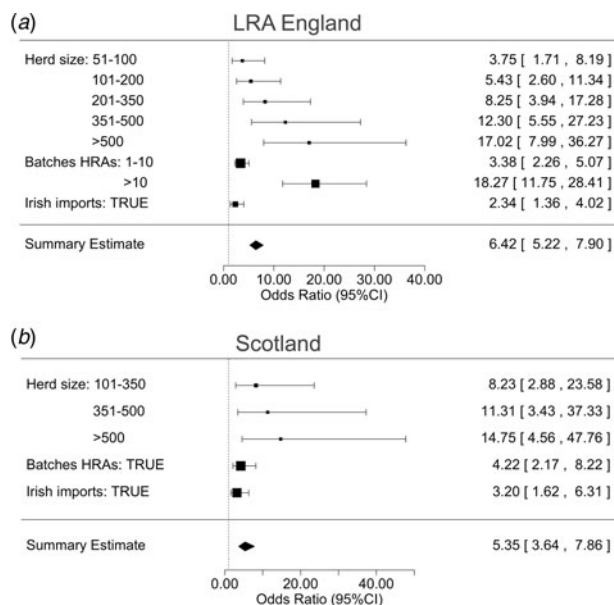 (a) LRA England
Herd size: 51-100 3.75 [ 1.71 , 8.19 ]
101-200 5.43 [ 2.60 , 11.34 ]
201-350 8.25 [ 3.94 , 17.28 ]
351-500 12.30 [ 5.55 , 27.23 ]
>500 17.02 [ 7.99 , 36.27 ]
Batches HRAs: 1-10 3.38 [ 2.26 , 5.07 ]
>10 18.27 [ 11.75 , 28.41 ]
Irish imports: TRUE 2.34 [ 1.36 , 4.02 ]
Summary Estimate 6.42 [ 5.22 , 7.90 ]
0.00 10.00 20.00 30.00 40.00
Odds Ratio (95%CI)
(b) Scotland
Herd size: 101-350 8.23 [ 2.88 , 23.58 ]
351-500 11.31 [ 3.43 , 37.33 ]
>500 14.75 [ 4.56 , 47.76 ]
Batches HRAs: TRUE 4.22 [ 2.17 , 8.22 ]
Irish imports: TRUE 3.20 [ 1.62 , 6.31 ]
Summary Estimate 5.35 [ 3.64 , 7.86 ]
0.00 20.00 40.00
Odds Ratio (95%CI)